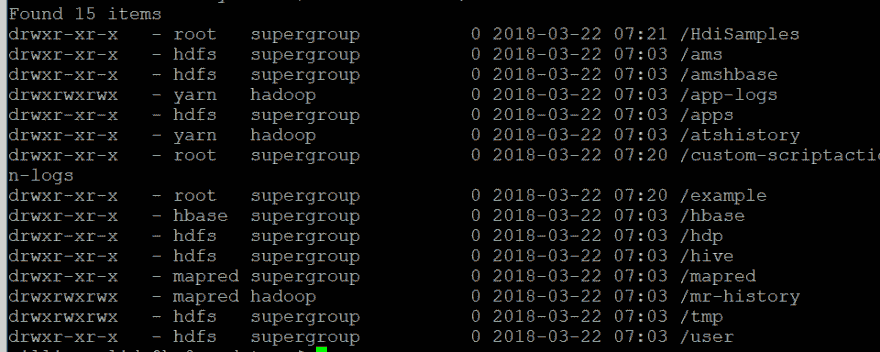 Found 15 items
drwxr-xr-x   - root   supergroup          0 2018-03-22 07:21 /HdiSamples
drwxr-xr-x   - hdfs   supergroup          0 2018-03-22 07:03 /ams
drwxr-xr-x   - hdfs   supergroup          0 2018-03-22 07:03 /amshbase
drwxrwxrwx   - yarn   hadoop              0 2018-03-22 07:03 /app-logs
drwxr-xr-x   - hdfs   supergroup          0 2018-03-22 07:03 /apps
drwxr-xr-x   - yarn   hadoop              0 2018-03-22 07:03 /atshistory
drwxr-xr-x   - root   supergroup          0 2018-03-22 07:20 /custom-scriptactio
n-logs
drwxr-xr-x   - root   supergroup          0 2018-03-22 07:20 /example
drwxr-xr-x   - hbase  supergroup          0 2018-03-22 07:03 /hbase
drwxr-xr-x   - hdfs   supergroup          0 2018-03-22 07:03 /hdp
drwxr-xr-x   - hdfs   supergroup          0 2018-03-22 07:03 /hive
drwxr-xr-x   - mapred supergroup          0 2018-03-22 07:03 /mapred
drwxrwxrwx   - mapred hadoop              0 2018-03-22 07:03 /mr-history
drwxrwxrwx   - hdfs   supergroup          0 2018-03-22 07:03 /tmp
drwxr-xr-x   - hdfs   supergroup          0 2018-03-22 07:03 /user